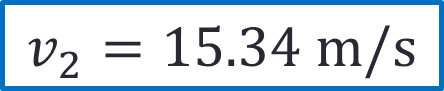 v₂ = 15.34 m/s